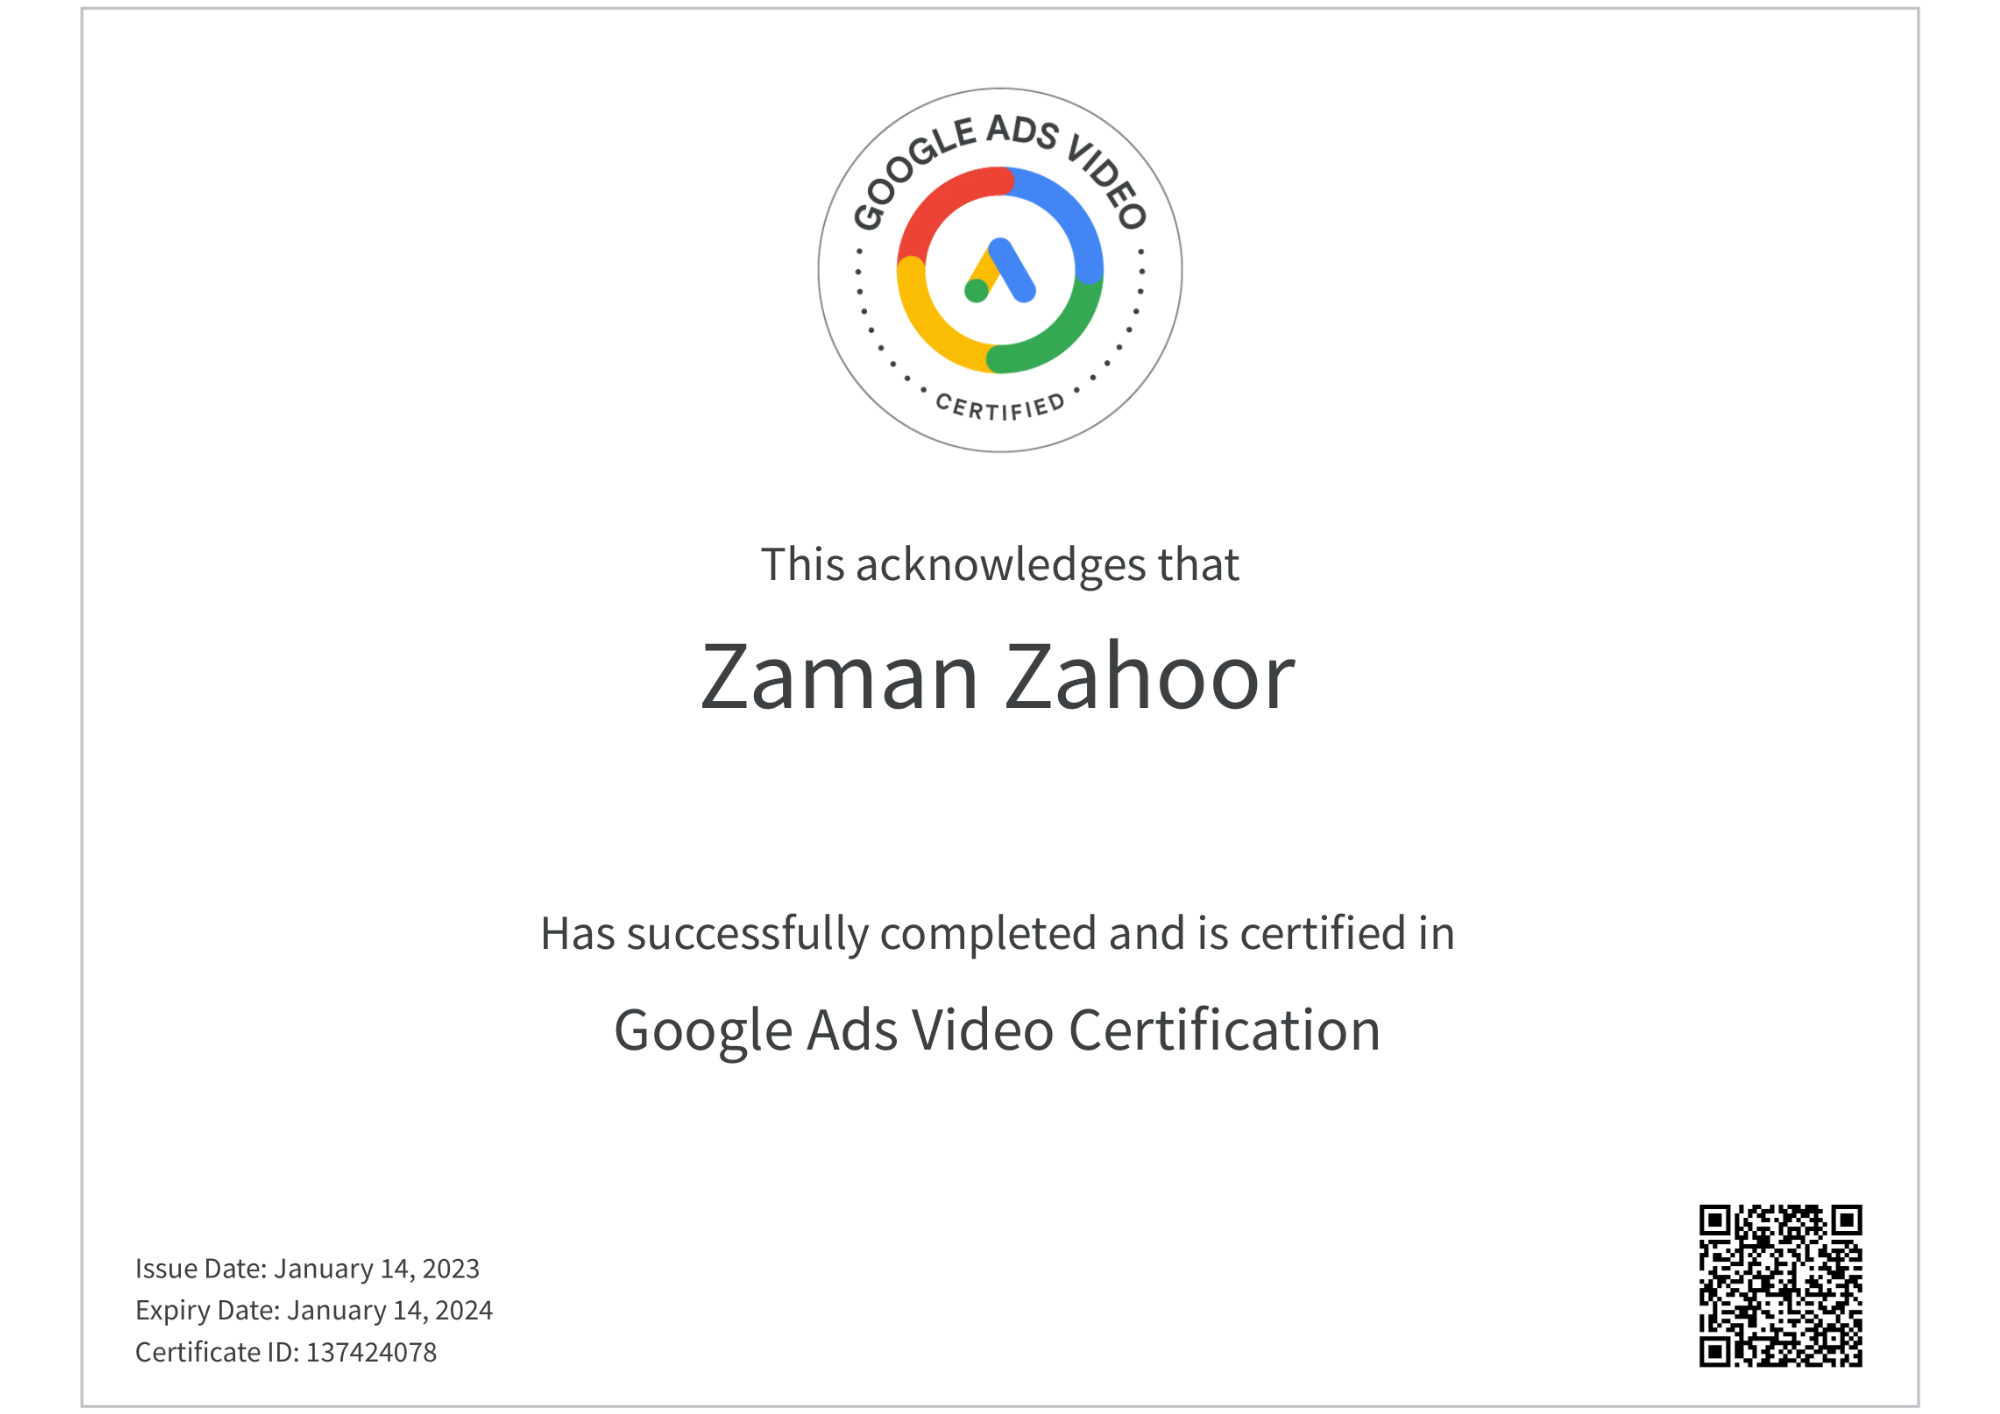 GOOGLE ADS VIDEO
CERTIFIED
This acknowledges that
Zaman Zahoor
Has successfully completed and is certified in
Google Ads Video Certification
Issue Date: January 14, 2023
Expiry Date: January 14, 2024
Certificate ID: 137424078